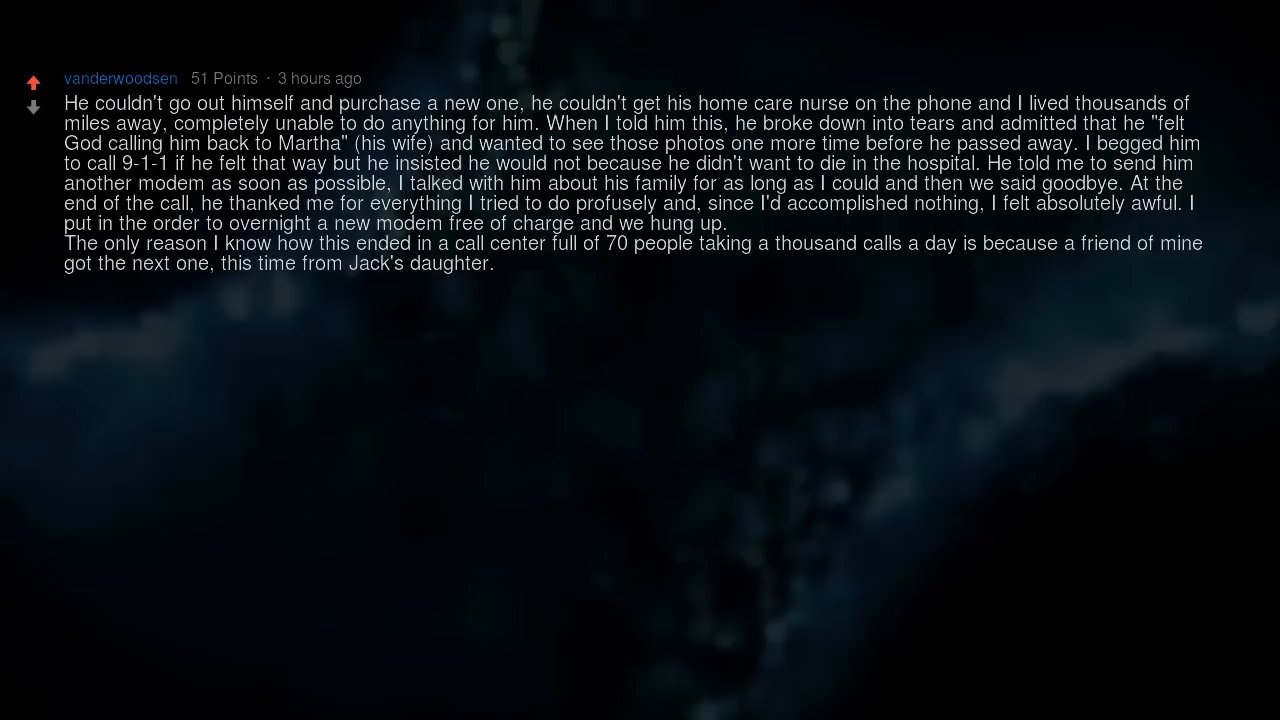 vanderwoodsen 51 Points · 3 hours ago
He couldn't go out himself and purchase a new one, he couldn't get his home care nurse on the phone and I lived thousands of
miles away, completely unable to do anything for him. When I told him this, he broke down into tears and admitted that he "felt
God calling him back to Martha" (his wife) and wanted to see those photos one more time before he passed away. I begged him
to call 9-1-1 if he felt that way but he insisted he would not because he didn't want to die in the hospital. He told me to send him
another modem as soon as possible, I talked with him about his family for as long as I could and then we said goodbye. At the
end of the call, he thanked me for everything I tried to do profusely and, since I'd accomplished nothing, I felt absolutely awful. I
put in the order to overnight a new modem free of charge and we hung up.
The only reason I know how this ended in a call center full of 70 people taking a thousand calls a day is because a friend of mine
got the next one, this time from Jack's daughter.